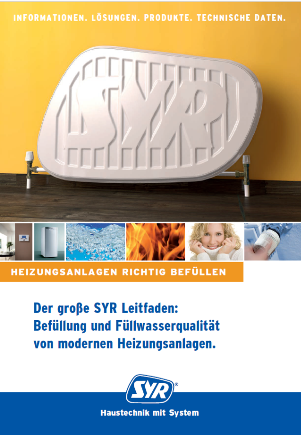 INFORMATIONEN. LÖSUNGEN. PRODUKTE. TECHNISCHE DATEN.
SYR
HEIZUNGSANLAGEN RICHTIG BEFÜLLEN
Der große SYR Leitfaden:
Befüllung und Füllwasserqualität
von modernen Heizungsanlagen.
SYR®
Haustechnik mit System